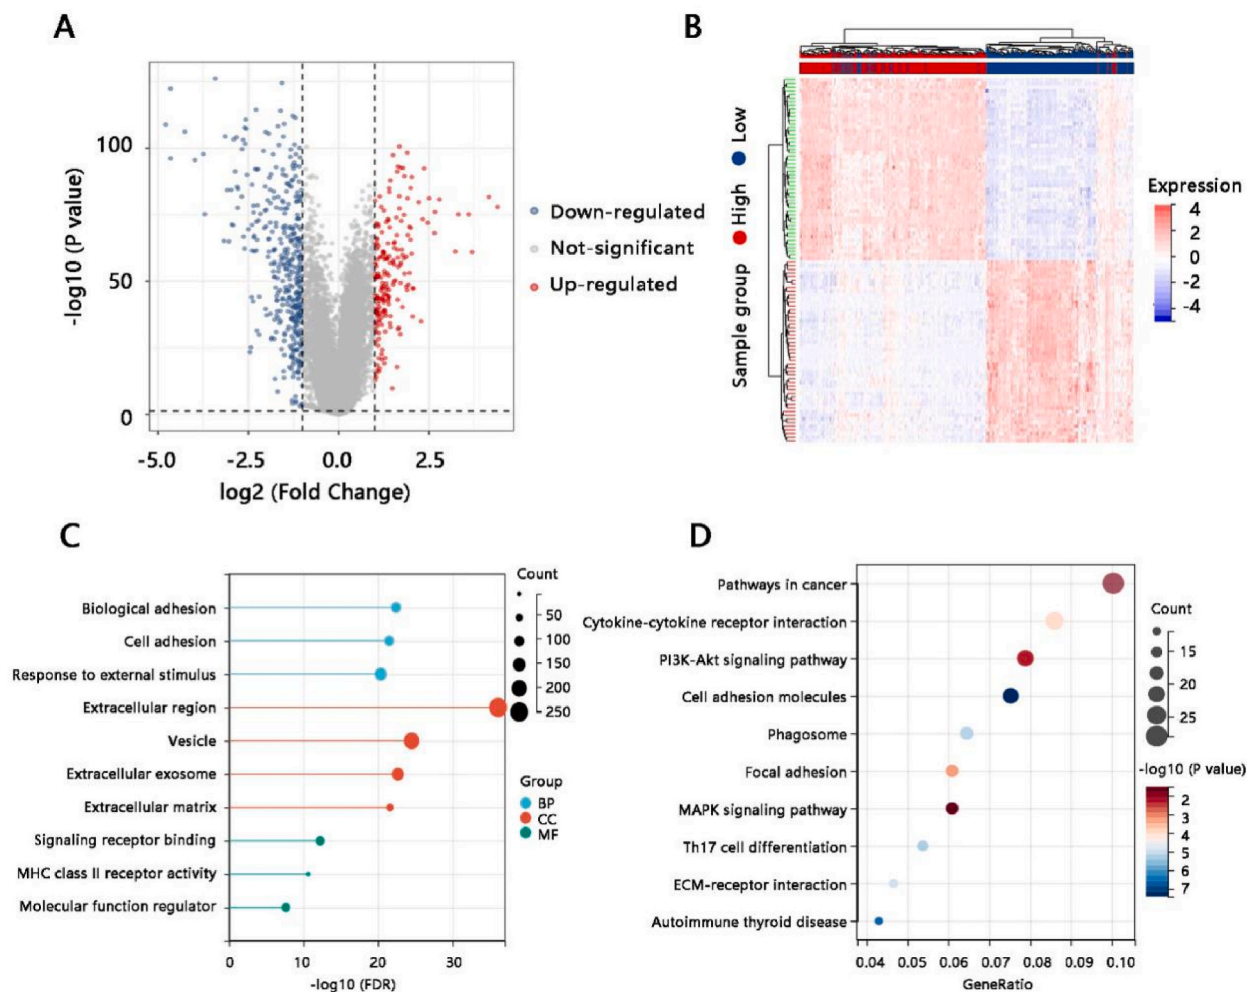 A
-log10 (P value)
100
50
0
-5.0 -2.5 0.0 2.5
log2 (Fold Change)
Down-regulated
Not-significant
Up-regulated
B
Sample group High Low
Expression
4
2
0
-2
-4
C
Biological adhesion
Cell adhesion
Response to external stimulus
Extracellular region
Vesicle
Extracellular exosome
Extracellular matrix
Signaling receptor binding
MHC class II receptor activity
Molecular function regulator
0 10 20 30
-log10 (FDR)
Count
50
100
150
200
250
Group
BP
CC
MF
D
Pathways in cancer
Cytokine-cytokine receptor interaction
PI3K-Akt signaling pathway
Cell adhesion molecules
Phagosome
Focal adhesion
MAPK signaling pathway
Th17 cell differentiation
ECM-receptor interaction
Autoimmune thyroid disease
0.04 0.05 0.06 0.07 0.08 0.09 0.10
GeneRatio
Count
15
20
25
-log10 (P value)
2
3
4
5
6
7